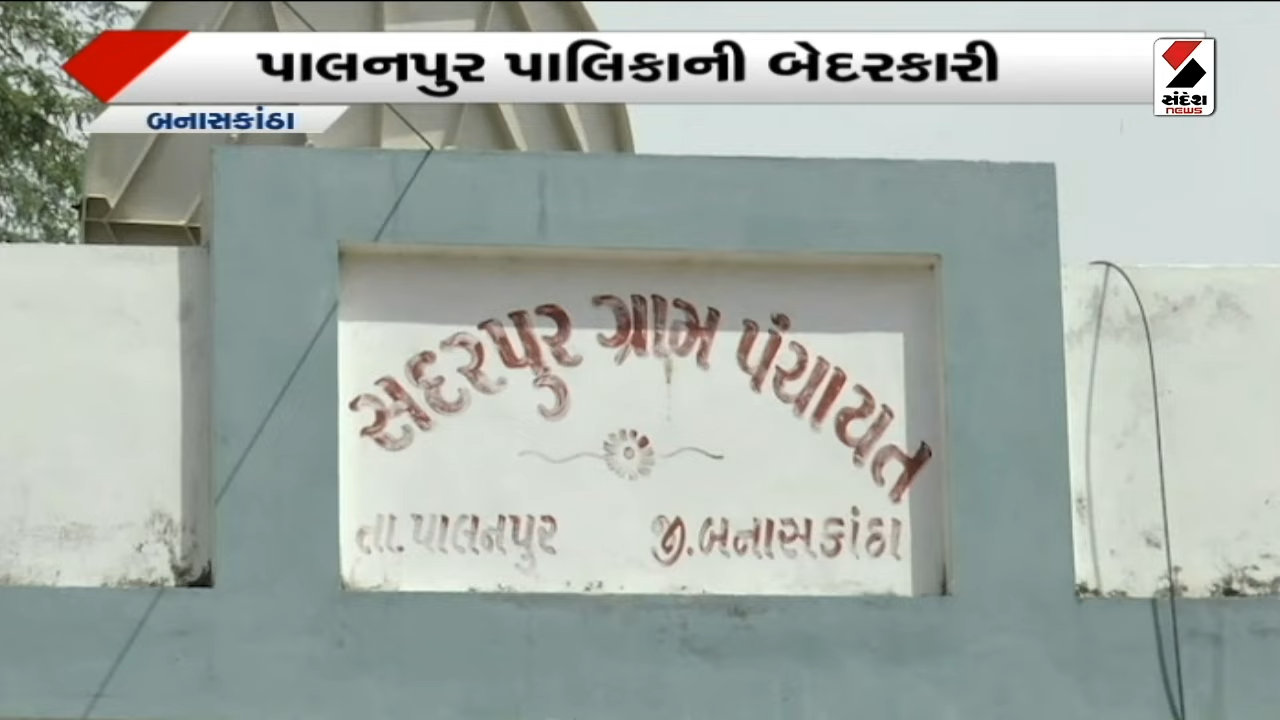 પાલનપુર પાલિકાની બેદરકારી
સંદેશ
NEWS
બનાસકાંઠા
સદરપુર ગ્રામ પંચાયત
તા.પાલનપુર જી.બનાસકાંઠા